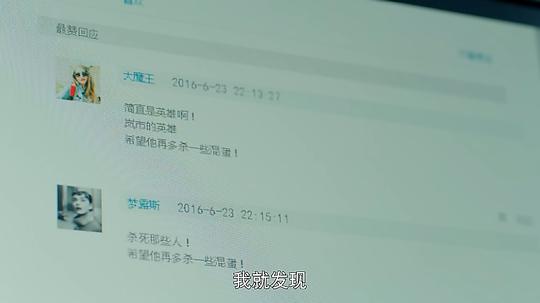 最赞回应
大魔王 2016-6-23 22:13:27
简直是英雄啊！
岚市的英雄
希望他再多杀一些混蛋！
梦露斯 2016-6-23 22:15:11
杀死那些人！
希望他再多杀一些混蛋！
我就发现